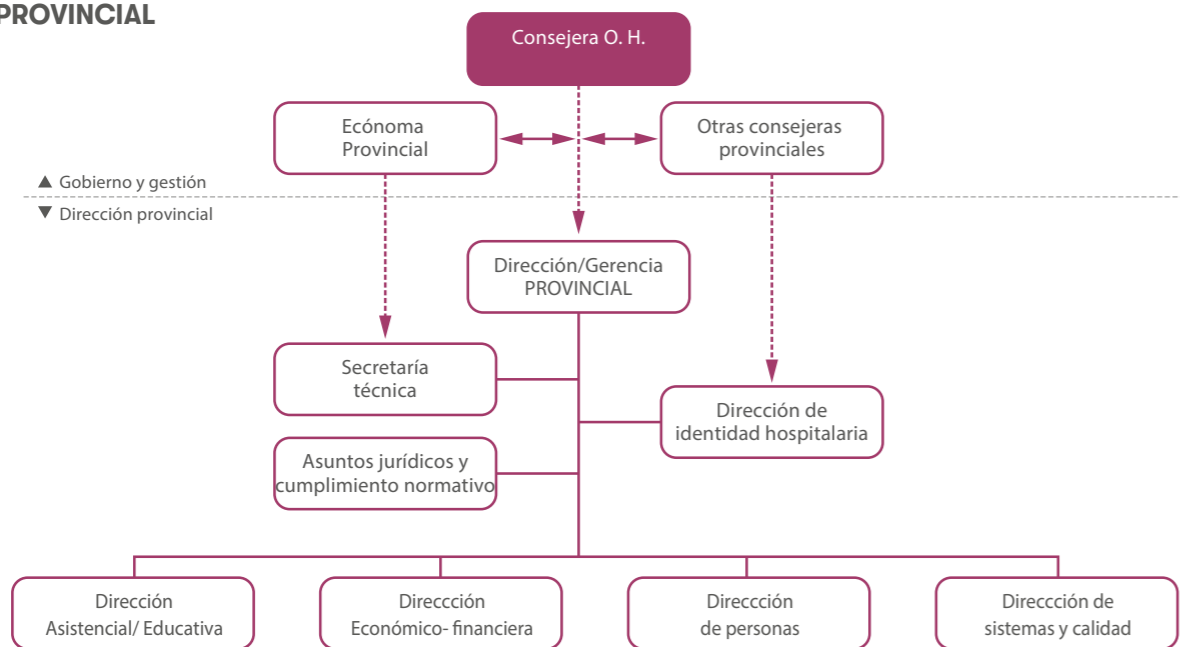 PROVINCIAL
Consejera O. H.
Ecónoma
Provincial
Otras consejeras
provinciales
▲ Gobierno y gestión
▼ Dirección provincial
Dirección/Gerencia
PROVINCIAL
Secretaría
técnica
Dirección de
identidad hospitalaria
Asuntos jurídicos y
cumplimiento normativo
Dirección
Asistencial/ Educativa
Direccción
Económico- financiera
Direccción
de personas
Direccción de
sistemas y calidad